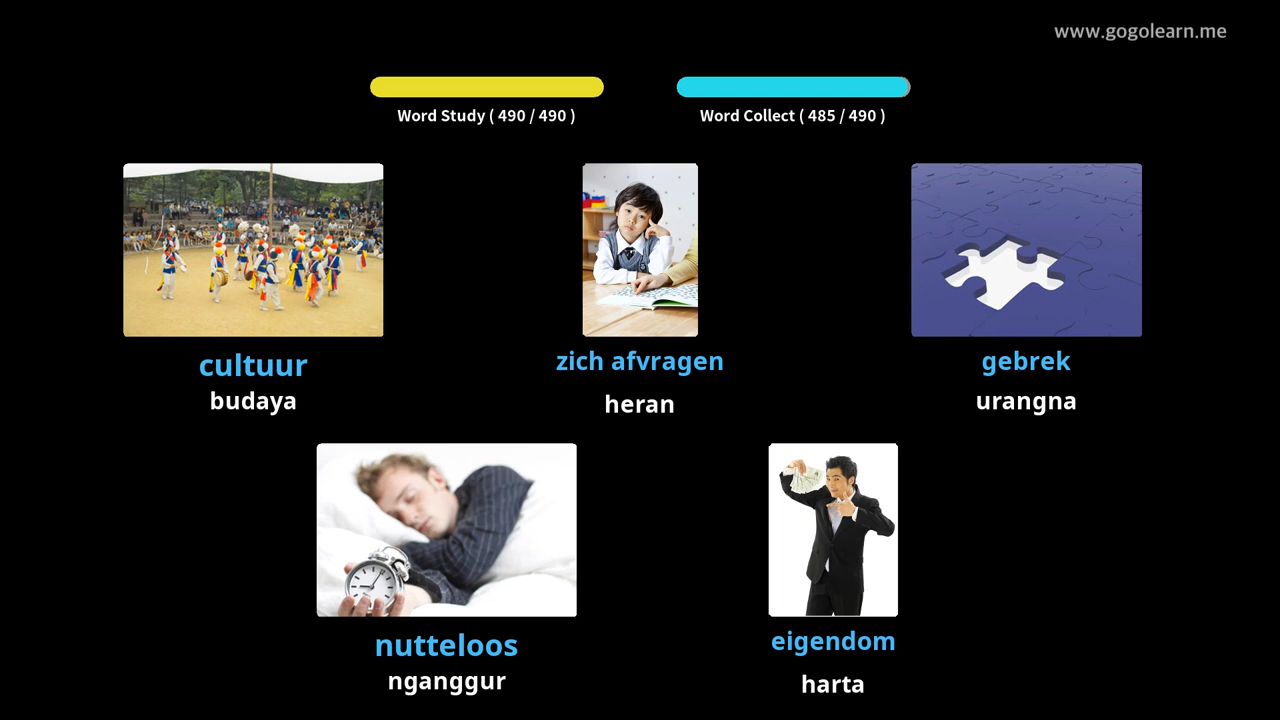 www.gogolearn.me
Word Study ( 490 / 490 )
Word Collect ( 485 / 490 )
cultuur
budaya
zich afvragen
heran
gebrek
urangna
nutteloos
nganggur
eigendom
harta